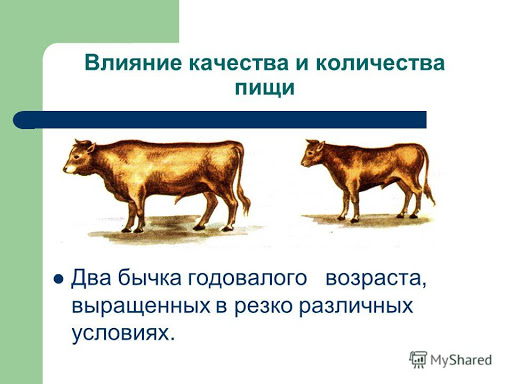 Влияние качества и количества
пищи
Два бычка годовалого возраста,
выращенных в резко различных
условиях.
MyShared